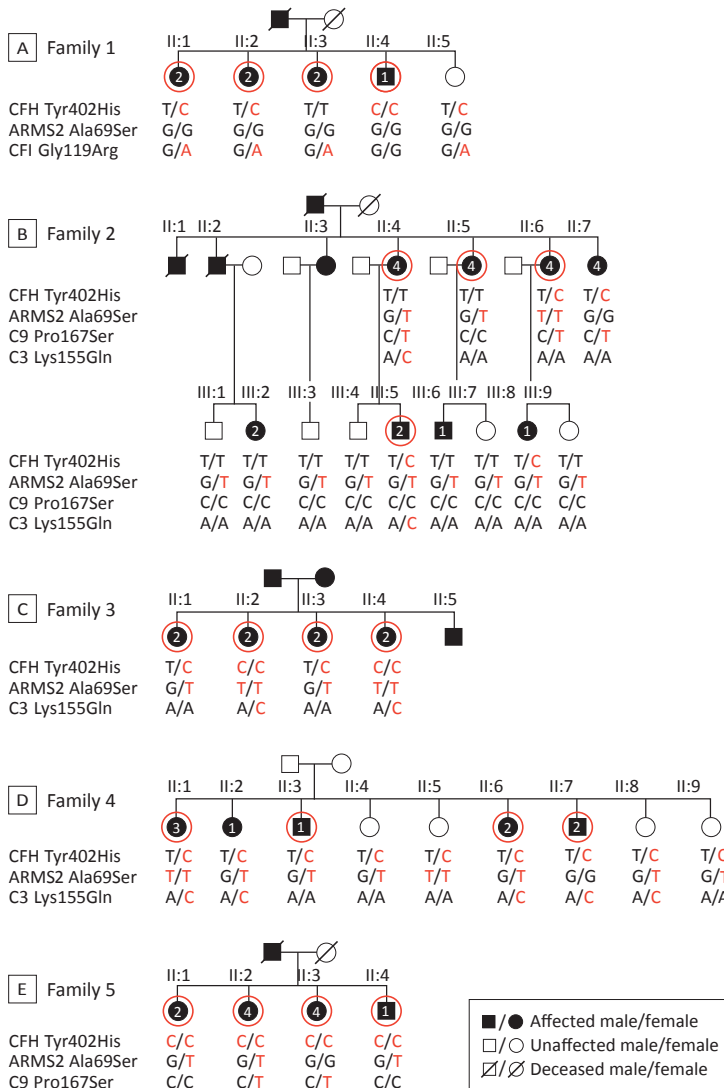 A Family 1
II:1 II:2 II:3 II:4 II:5
2 2 2 1
CFH Tyr402His T/C T/C T/T C/C T/C
ARMS2 Ala69Ser G/G G/G G/G G/G G/G
CFI Gly119Arg G/A G/A G/A G/G G/A
B Family 2
II:1 II:2 II:3 II:4 II:5 II:6 II:7
4 4 4 4
CFH Tyr402His T/T T/T T/C T/C
ARMS2 Ala69Ser G/T G/T T/T G/G
C9 Pro167Ser C/T C/C C/T C/T
C3 Lys155Gln A/C A/A A/A A/A
III:1 III:2 III:3 III:4 III:5 III:6 III:7 III:8 III:9
2 2 1 1
CFH Tyr402His T/T T/T T/T T/T T/C T/T T/T T/C T/T
ARMS2 Ala69Ser G/T G/T G/T G/T G/T G/T G/T G/T G/T
C9 Pro167Ser C/C C/C C/C C/C C/C C/C C/C C/C C/C
C3 Lys155Gln A/A A/A A/A A/A A/C A/A A/A A/A A/A
C Family 3
II:1 II:2 II:3 II:4 II:5
2 2 2 2
CFH Tyr402His T/C C/C T/C C/C
ARMS2 Ala69Ser G/T T/T G/T T/T
C3 Lys155Gln A/A A/C A/A A/C
D Family 4
II:1 II:2 II:3 II:4 II:5 II:6 II:7 II:8 II:9
3 1 1 2 2
CFH Tyr402His T/C T/C T/C T/C T/C T/C T/C T/C T/C
ARMS2 Ala69Ser T/T G/T G/T G/T T/T G/T G/G G/T G/T
C3 Lys155Gln A/C A/C A/A A/A A/A A/C A/C A/C A/A
E Family 5
II:1 II:2 II:3 II:4
2 4 4 1
CFH Tyr402His C/C C/C C/C C/C
ARMS2 Ala69Ser G/T G/T G/G G/T
C9 Pro167Ser C/C C/T C/T C/C
/ Affected male/female
/ Unaffected male/female
/ Deceased male/female